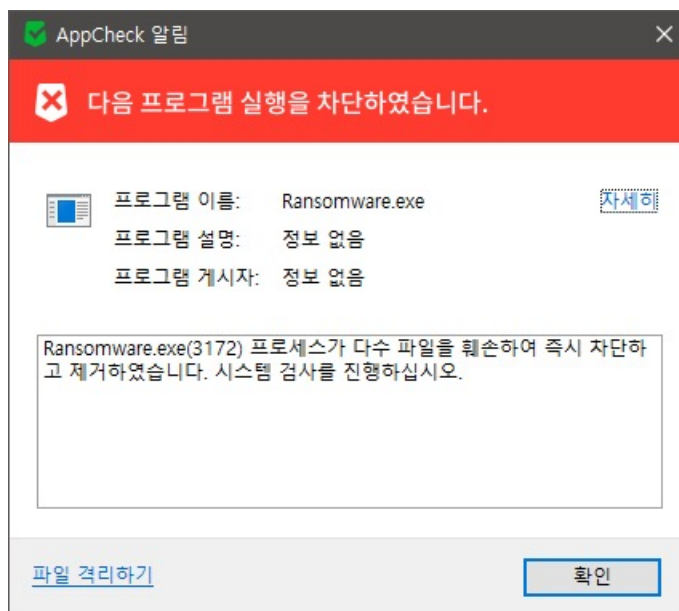 AppCheck 알림
다음 프로그램 실행을 차단하였습니다.
프로그램 이름: Ransomware.exe 자세히
프로그램 설명: 정보 없음
프로그램 게시자: 정보 없음
Ransomware.exe(3172) 프로세스가 다수 파일을 훼손하여 즉시 차단하
고 제거하였습니다. 시스템 검사를 진행하십시오.
파일 격리하기 확인